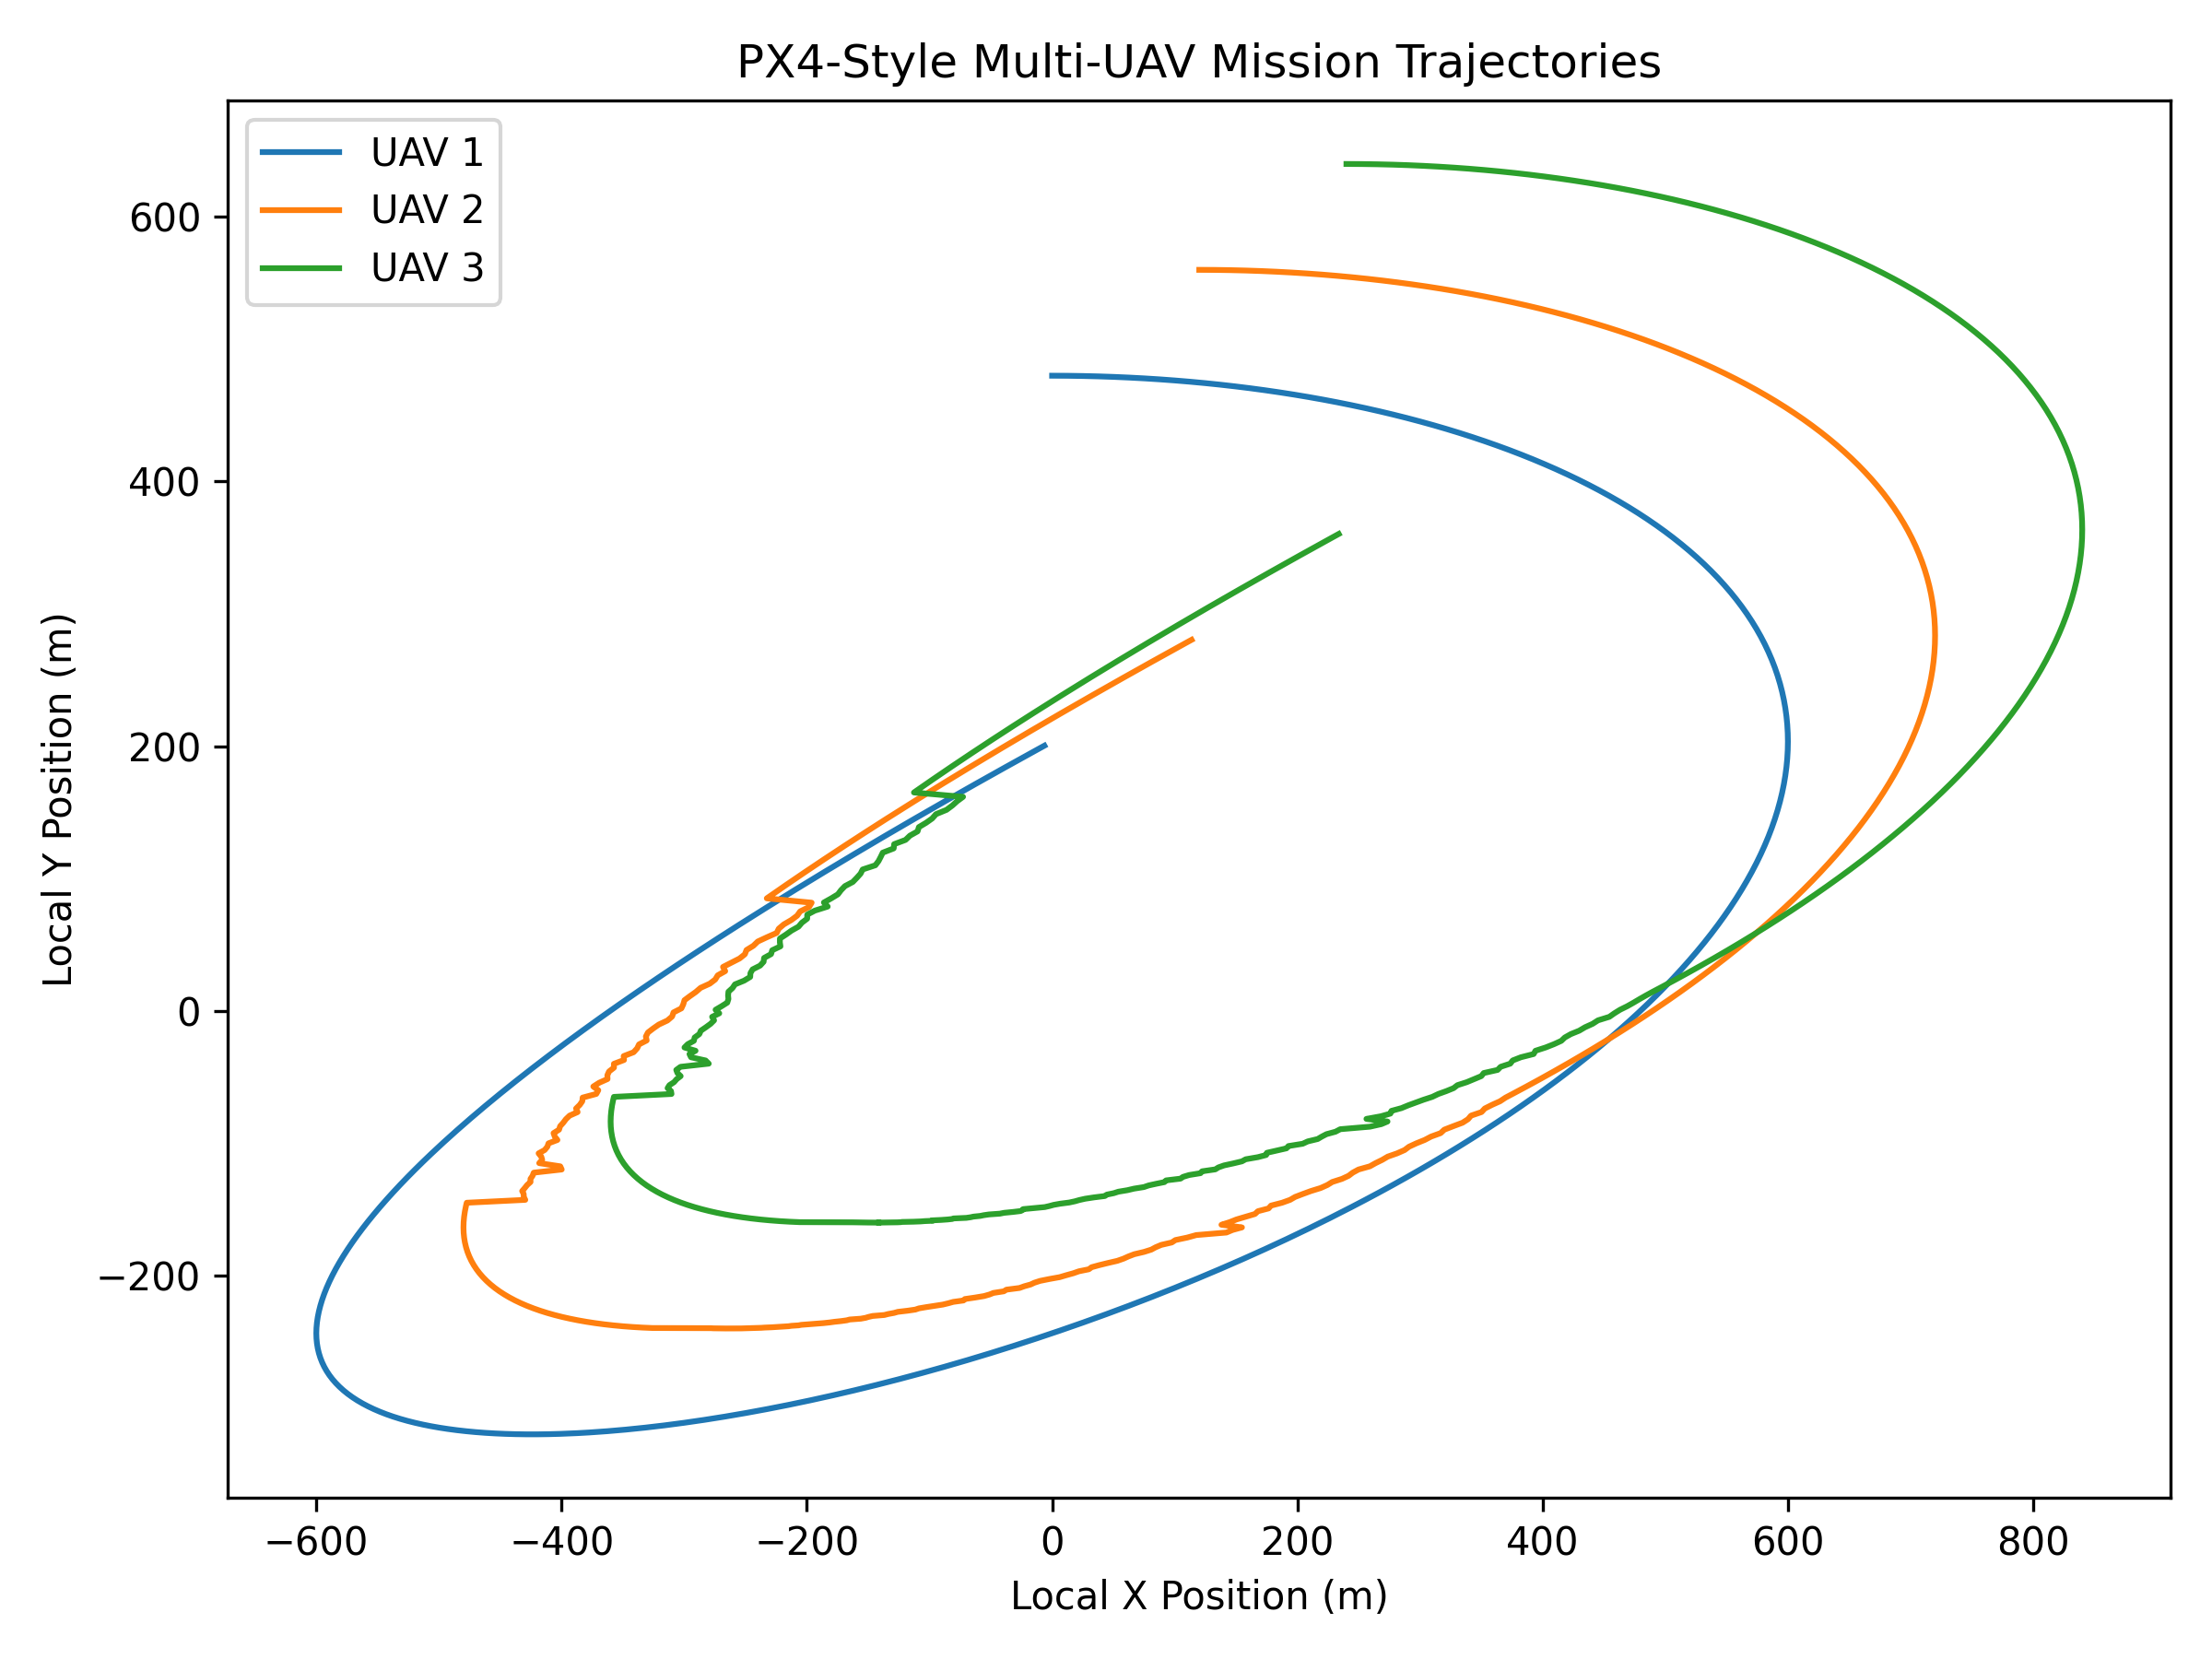 PX4-Style Multi-UAV Mission Trajectories
UAV 1
UAV 2
UAV 3
600
400
200
0
−200
Local Y Position (m)
−600 −400 −200 0 200 400 600 800
Local X Position (m)